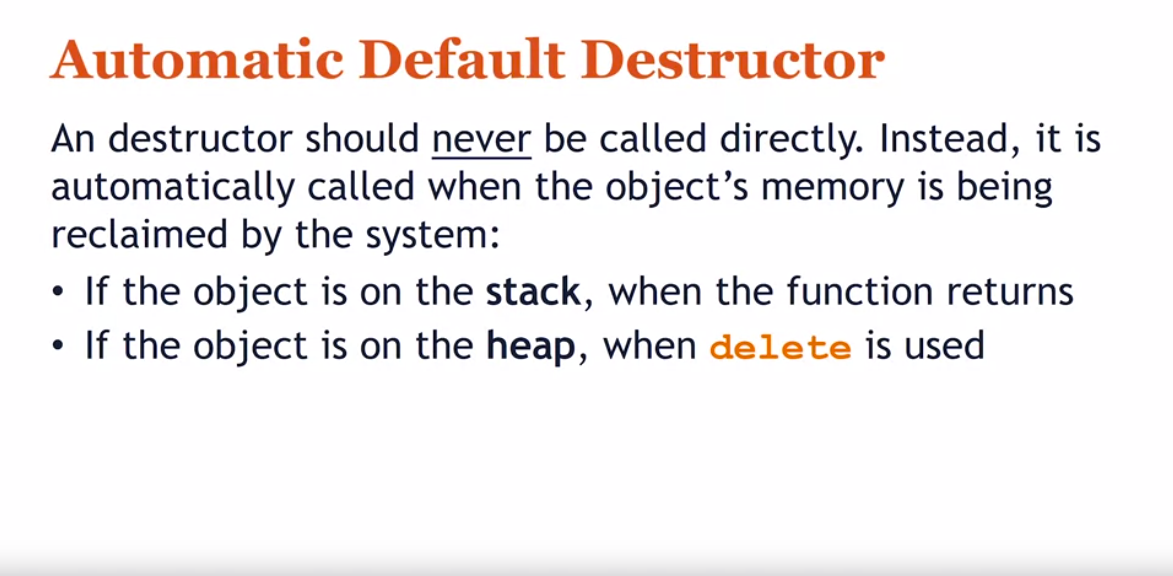 Automatic Default Destructor
An destructor should never be called directly. Instead, it is
automatically called when the object’s memory is being
reclaimed by the system:
• If the object is on the stack, when the function returns
• If the object is on the heap, when delete is used